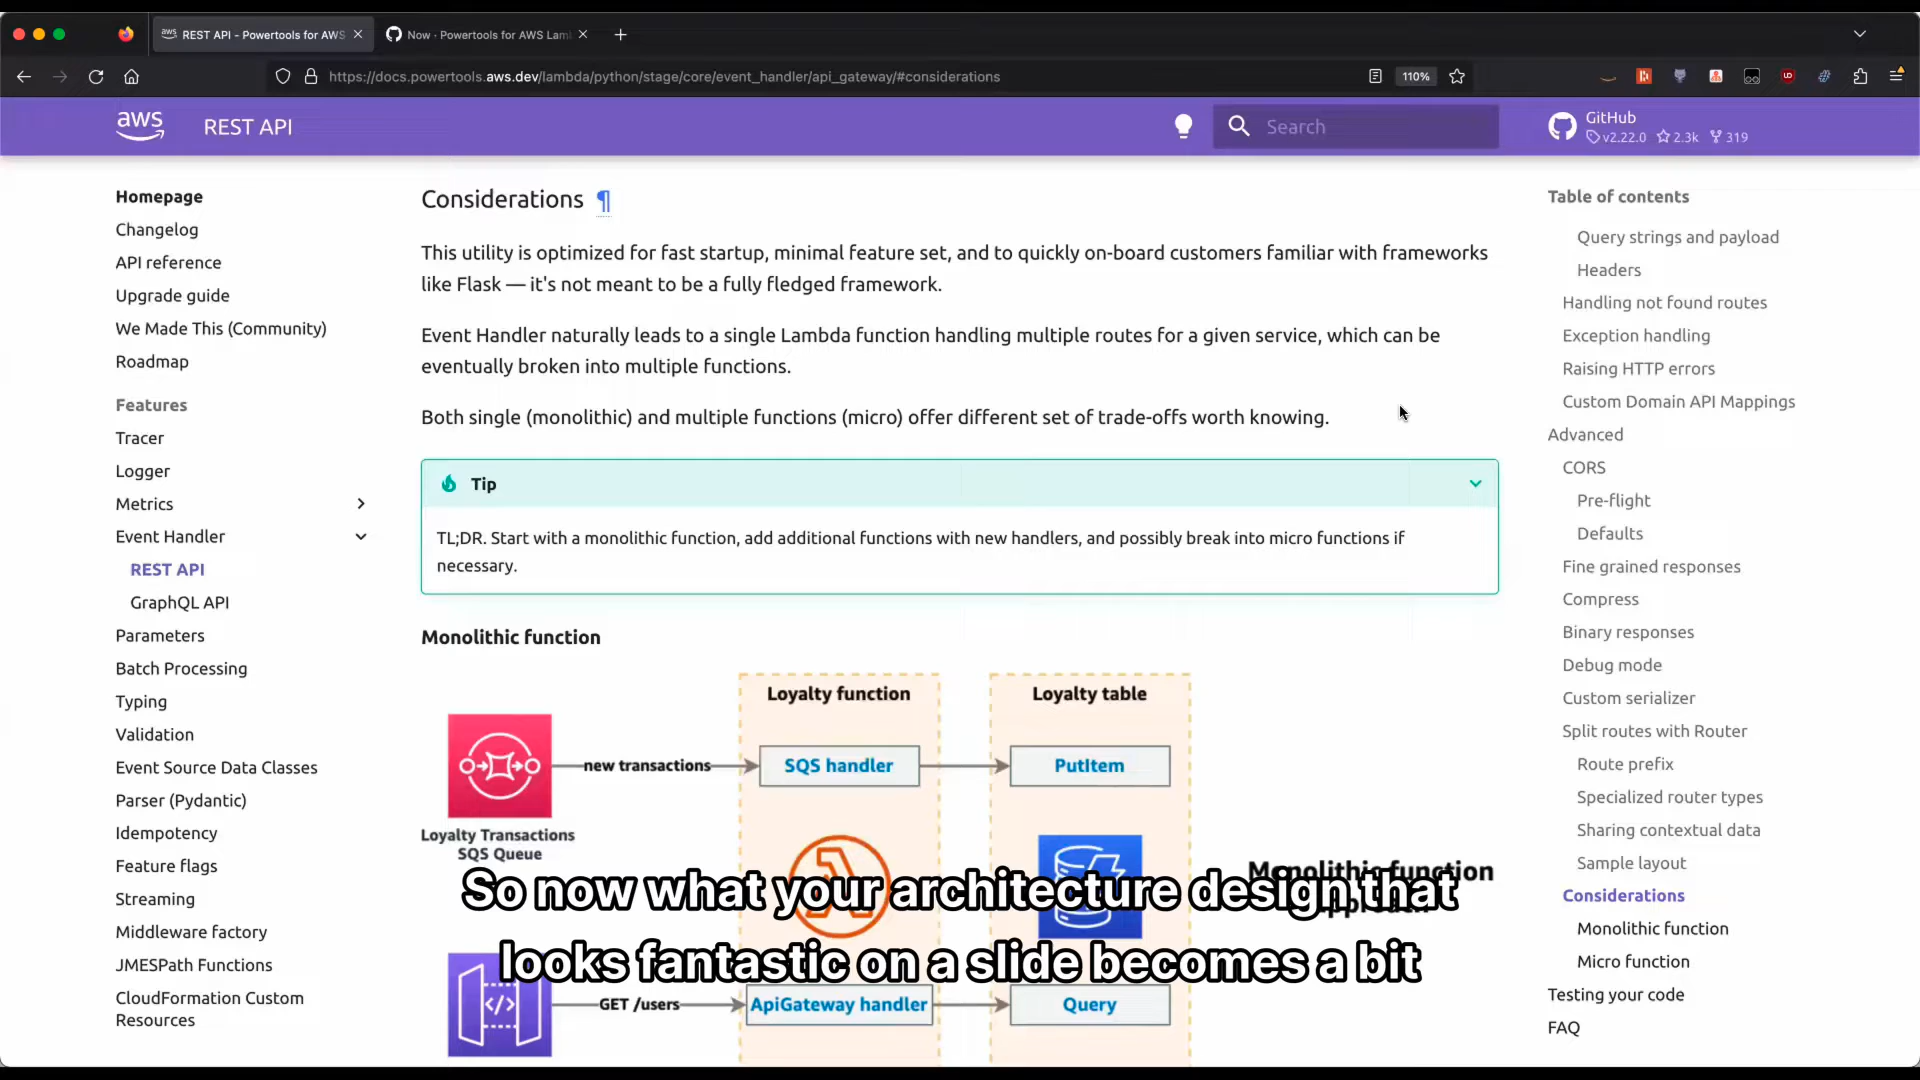 REST API - Powertools for AWS
Now · Powertools for AWS Lam
https://docs.powertools.aws.dev/lambda/python/stage/core/event_handler/api_gateway/#considerations
110%
aws
REST API
Search
GitHub
v2.22.0 2.3k 319
Homepage
Changelog
API reference
Upgrade guide
We Made This (Community)
Roadmap
Features
Tracer
Logger
Metrics
Event Handler
REST API
GraphQL API
Parameters
Batch Processing
Typing
Validation
Event Source Data Classes
Parser (Pydantic)
Idempotency
Feature flags
Streaming
Middleware factory
JMESPath Functions
CloudFormation Custom
Resources
Considerations ¶
This utility is optimized for fast startup, minimal feature set, and to quickly on-board customers familiar with frameworks
like Flask — it's not meant to be a fully fledged framework.
Event Handler naturally leads to a single Lambda function handling multiple routes for a given service, which can be
eventually broken into multiple functions.
Both single (monolithic) and multiple functions (micro) offer different set of trade-offs worth knowing.
Tip
TL;DR. Start with a monolithic function, add additional functions with new handlers, and possibly break into micro functions if
necessary.
Monolithic function
Loyalty function
Loyalty table
new transactions
SQS handler
PutItem
Loyalty Transactions
SQS Queue
Monolithic function
So now what your architecture design that
looks fantastic on a slide becomes a bit
GET /users
ApiGateway handler
Query
Table of contents
Query strings and payload
Headers
Handling not found routes
Exception handling
Raising HTTP errors
Custom Domain API Mappings
Advanced
CORS
Pre-flight
Defaults
Fine grained responses
Compress
Binary responses
Debug mode
Custom serializer
Split routes with Router
Route prefix
Specialized router types
Sharing contextual data
Sample layout
Considerations
Monolithic function
Micro function
Testing your code
FAQ